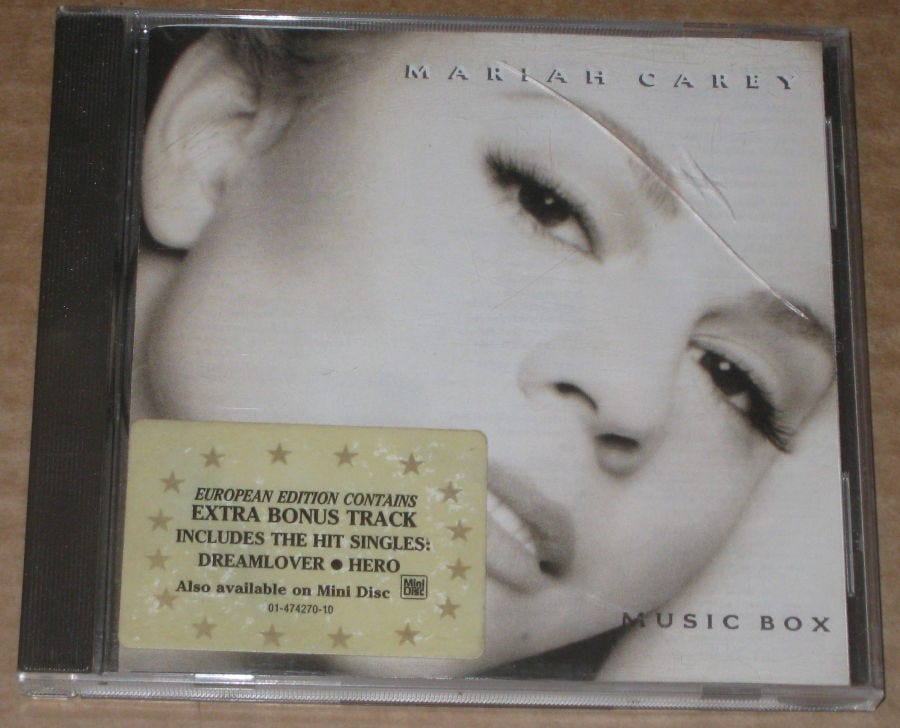 MARIAH CAREY
EUROPEAN EDITION CONTAINS
EXTRA BONUS TRACK
INCLUDES THE HIT SINGLES:
DREAMLOVER ● HERO
Also available on Mini Disc
Mini
Disc
01-474270-10
MUSIC BOX